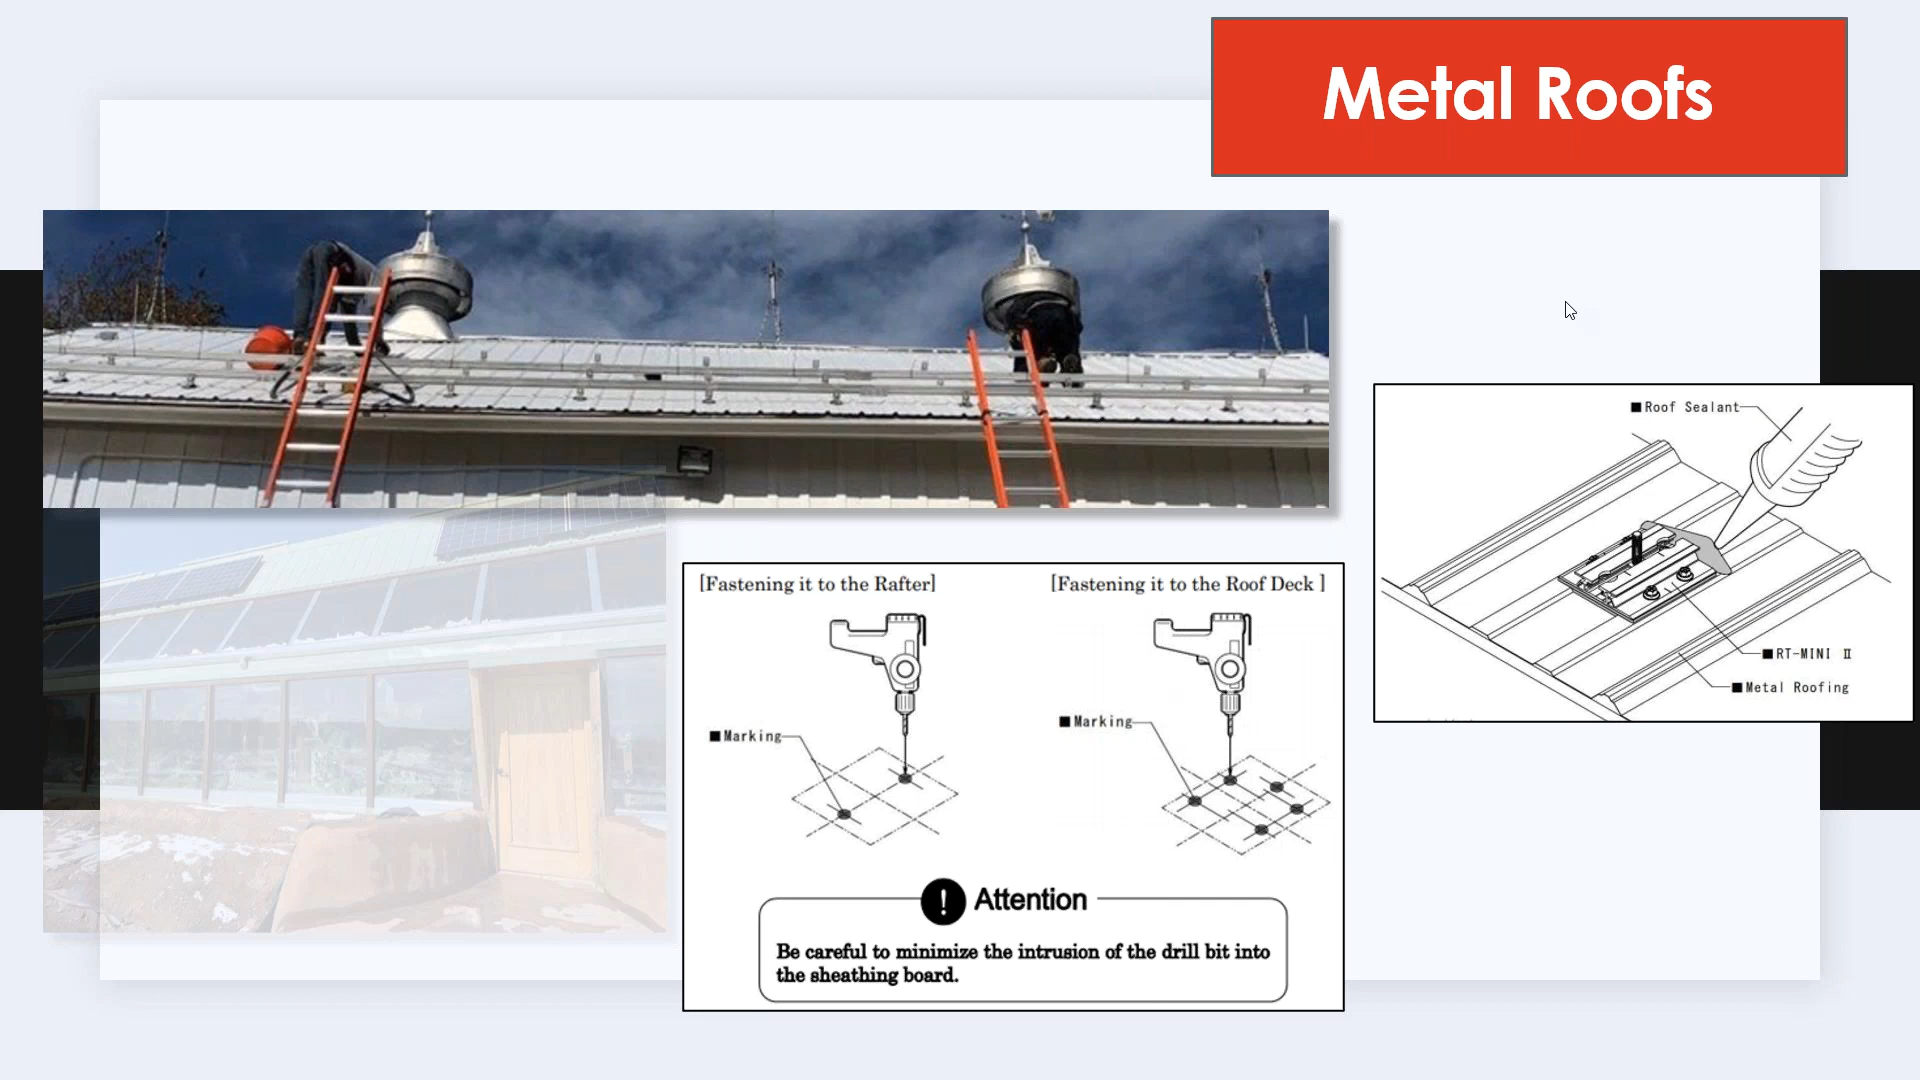 Metal Roofs
■Roof Sealant
■RT-MINI Ⅱ
■Metal Roofing
[Fastening it to the Rafter]
[Fastening it to the Roof Deck ]
■Marking
■Marking
! Attention
Be careful to minimize the intrusion of the drill bit into
the sheathing board.